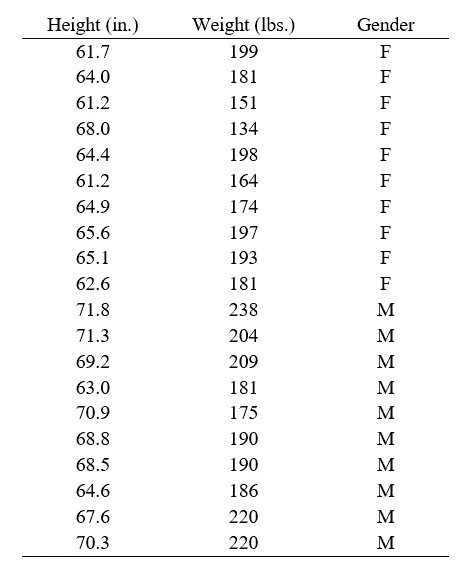 Height (in.) Weight (lbs.) Gender
61.7 199 F
64.0 181 F
61.2 151 F
68.0 134 F
64.4 198 F
61.2 164 F
64.9 174 F
65.6 197 F
65.1 193 F
62.6 181 F
71.8 238 M
71.3 204 M
69.2 209 M
63.0 181 M
70.9 175 M
68.8 190 M
68.5 190 M
64.6 186 M
67.6 220 M
70.3 220 M